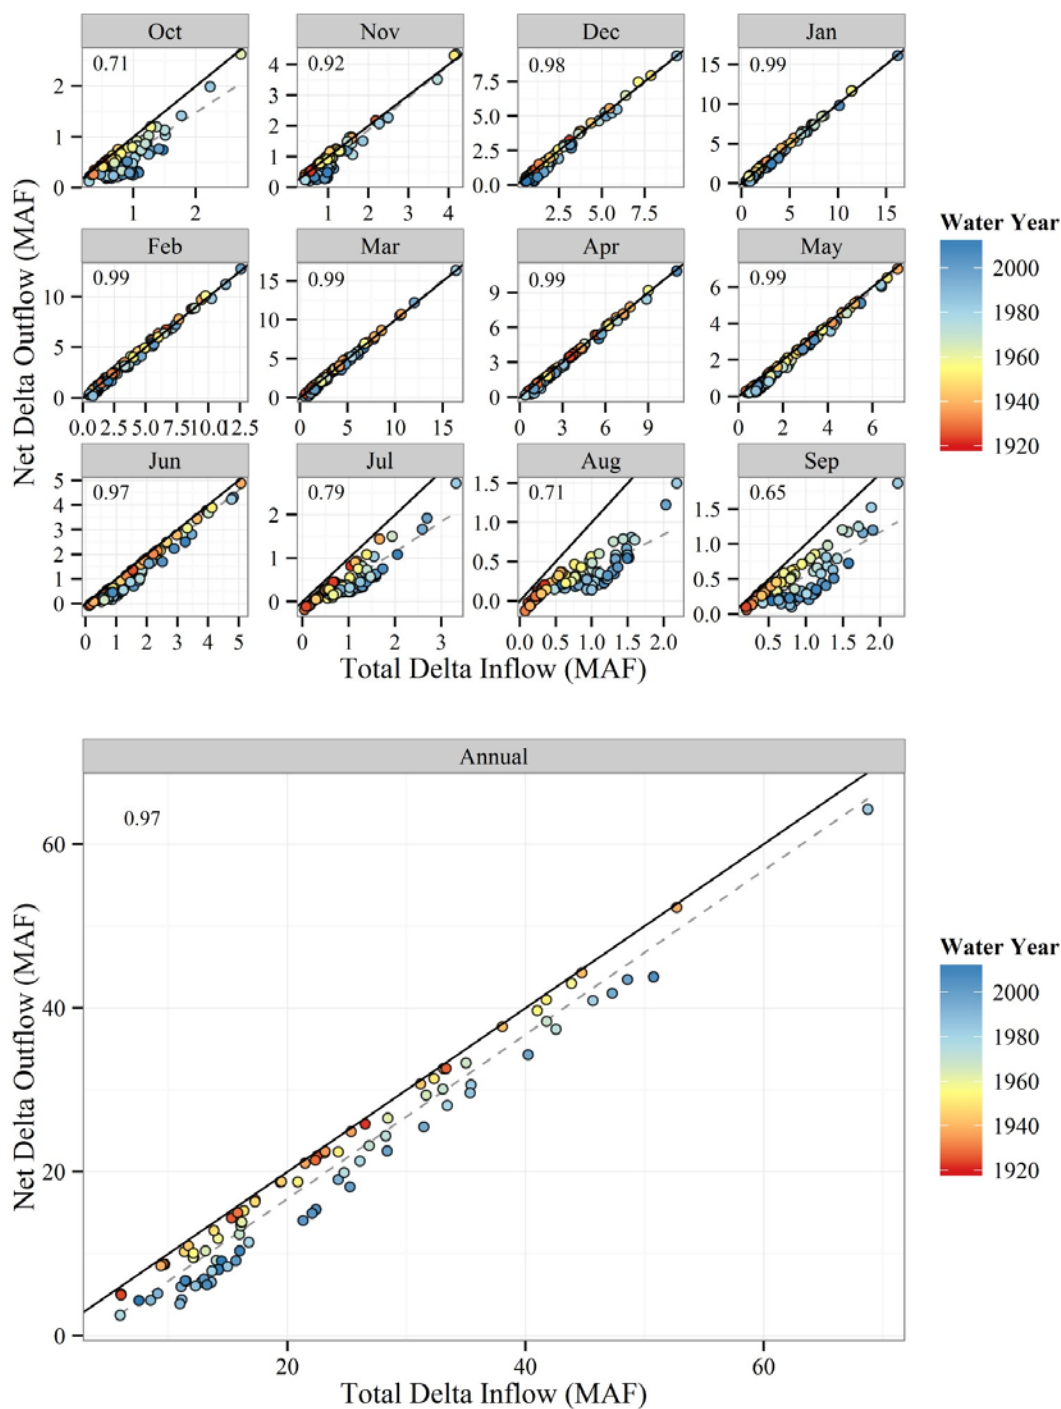 Oct Nov Dec Jan
0.71 0.92 0.98 0.99
2 1 0
4 3 2 1 0
7.5 5.0 2.5 0.0
15 10 5 0
1 2
0 1 2 3 4
2.5 5.0 7.5
0 5 10 15
Feb Mar Apr May
0.99 0.99 0.99 0.99
10 5 0
15 10 5 0
9 6 3 0
6 4 2 0
0.0 2.5 5.0 7.5 10.0 12.5
0 5 10 15
0 3 6 9
0 2 4 6
Jun Jul Aug Sep
0.97 0.79 0.71 0.65
5 4 3 2 1 0
2 1 0
1.5 1.0 0.5 0.0
1.5 1.0 0.5 0.0
0 1 2 3 4 5
0 1 2 3
0.0 0.5 1.0 1.5 2.0
0.5 1.0 1.5 2.0
Net Delta Outflow (MAF)
Total Delta Inflow (MAF)
Water Year
2000
1980
1960
1940
1920
Annual
0.97
60
40
20
0
20 40 60
Net Delta Outflow (MAF)
Total Delta Inflow (MAF)
Water Year
2000
1980
1960
1940
1920